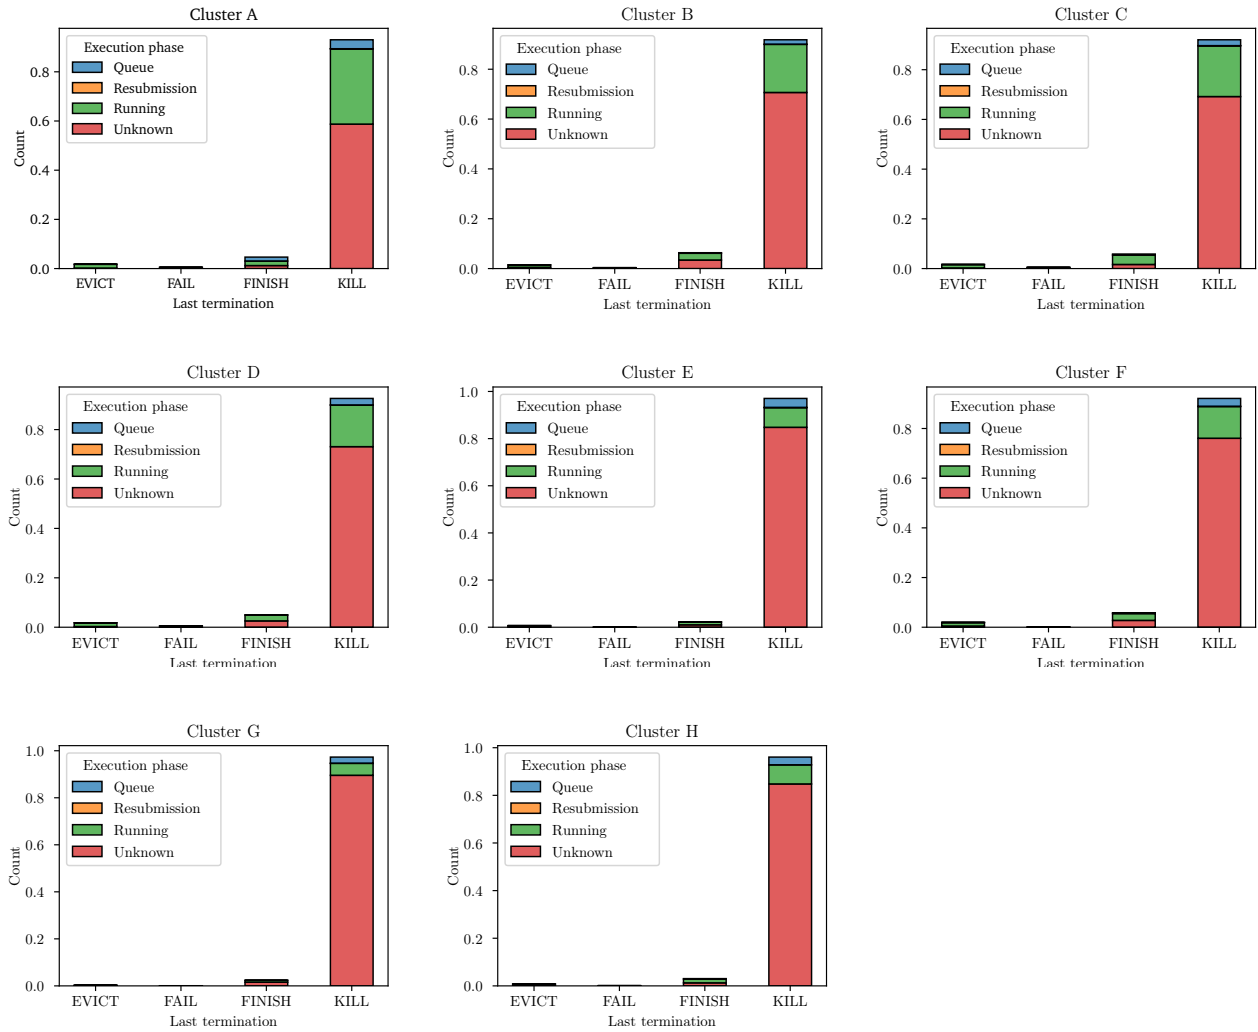 Cluster A
Execution phase
Queue
Resubmission
Running
Unknown
Count
0.8
0.6
0.4
0.2
0.0
EVICT FAIL FINISH KILL
Last termination
Cluster B
Execution phase
Queue
Resubmission
Running
Unknown
Count
0.8
0.6
0.4
0.2
0.0
EVICT FAIL FINISH KILL
Last termination
Cluster C
Execution phase
Queue
Resubmission
Running
Unknown
Count
0.8
0.6
0.4
0.2
0.0
EVICT FAIL FINISH KILL
Last termination
Cluster D
Execution phase
Queue
Resubmission
Running
Unknown
Count
0.8
0.6
0.4
0.2
0.0
EVICT FAIL FINISH KILL
Last termination
Cluster E
Execution phase
Queue
Resubmission
Running
Unknown
Count
1.0
0.8
0.6
0.4
0.2
0.0
EVICT FAIL FINISH KILL
Last termination
Cluster F
Execution phase
Queue
Resubmission
Running
Unknown
Count
0.8
0.6
0.4
0.2
0.0
EVICT FAIL FINISH KILL
Last termination
Cluster G
Execution phase
Queue
Resubmission
Running
Unknown
Count
1.0
0.8
0.6
0.4
0.2
0.0
EVICT FAIL FINISH KILL
Last termination
Cluster H
Execution phase
Queue
Resubmission
Running
Unknown
Count
1.0
0.8
0.6
0.4
0.2
0.0
EVICT FAIL FINISH KILL
Last termination